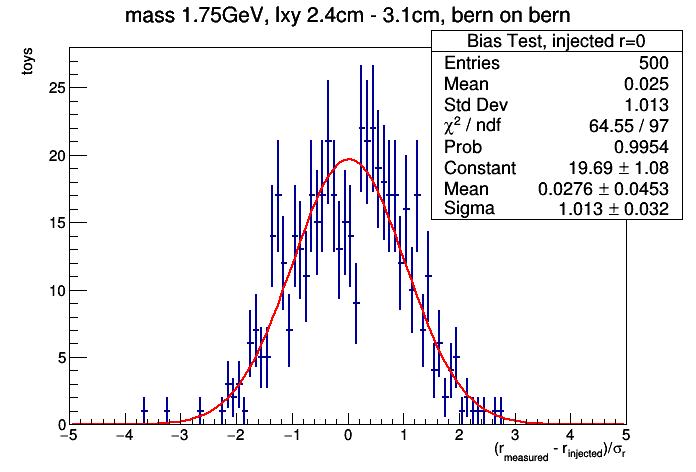 mass 1.75GeV, lxy 2.4cm - 3.1cm, bern on bern
Bias Test, injected r=0
Entries 500
Mean 0.025
Std Dev 1.013
χ² / ndf 64.55 / 97
Prob 0.9954
Constant 19.69 ± 1.08
Mean 0.0276 ± 0.0453
Sigma 1.013 ± 0.032
toys
25
20
15
10
5
0
−5 −4 −3 −2 −1 0 1 2 3 4 5
(r_measured - r_injected)/σ_r